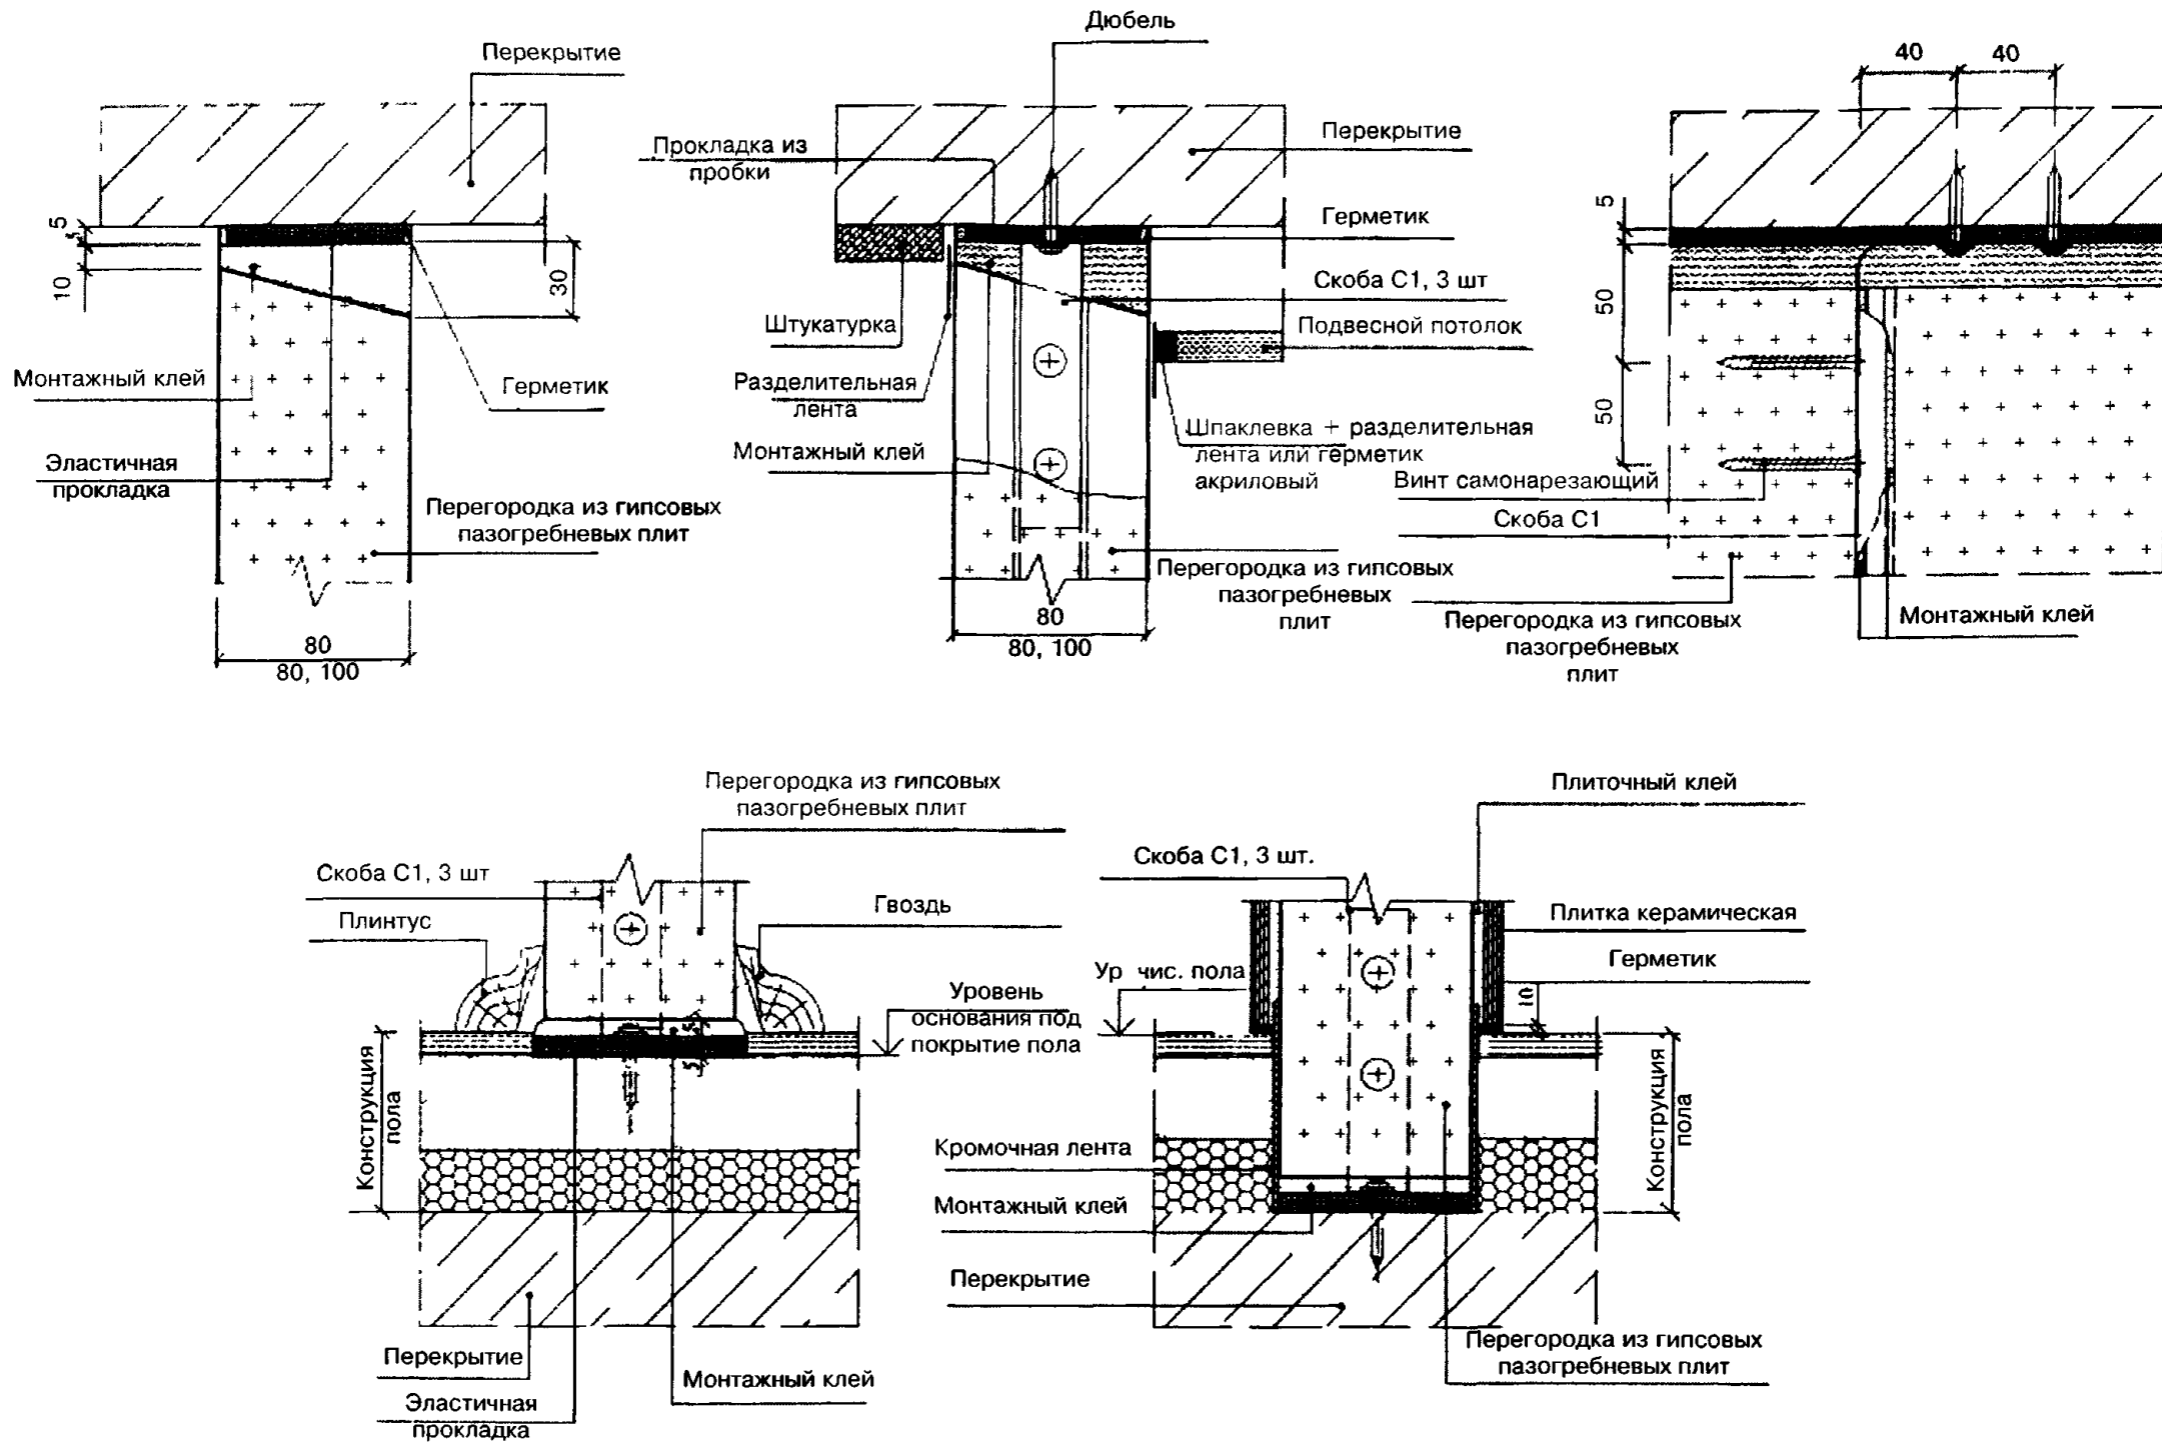 Перекрытие
5
5
10
30
Монтажный клей
Герметик
Эластичная
прокладка
Перегородка из гипсовых
пазогребневых плит
80
80, 100
Дюбель
Прокладка из
пробки
Перекрытие
Герметик
Скоба С1, 3 шт
Штукатурка
Подвесной потолок
Разделительная
лента
Монтажный клей
Шпаклевка + разделительная
лента или герметик
акриловый
Перегородка из гипсовых
пазогребневых
плит
80
80, 100
40
40
5
50
50
Винт самонарезающий
Скоба С1
Перегородка из гипсовых
пазогребневых
плит
Монтажный клей
Перегородка из гипсовых
пазогребневых плит
Скоба С1, 3 шт
Плинтус
Гвоздь
Уровень
основания под
покрытие пола
5
5
Конструкция
пола
Перекрытие
Эластичная
прокладка
Монтажный клей
Плиточный клей
Скоба С1, 3 шт.
Плитка керамическая
Ур чис. пола
Герметик
10
Конструкция
пола
Кромочная лента
Монтажный клей
Перекрытие
Перегородка из гипсовых
пазогребневых плит